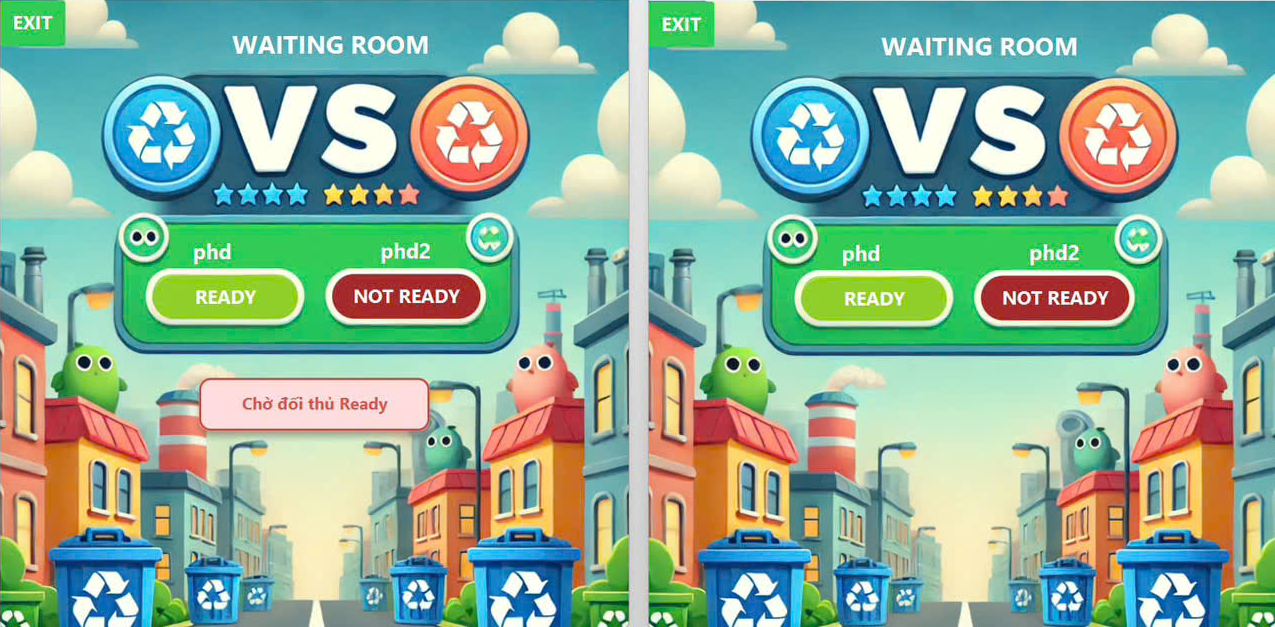 EXIT
WAITING ROOM
VS
phd phd2
READY NOT READY
Chờ đối thủ Ready
EXIT
WAITING ROOM
VS
phd phd2
READY NOT READY